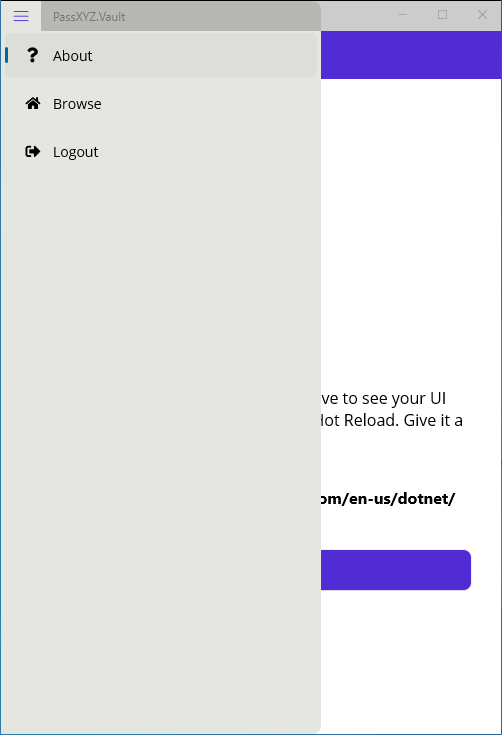 PassXYZ.Vault
About
Browse
Logout
ve to see your UI
Hot Reload. Give it a
om/en-us/dotnet/